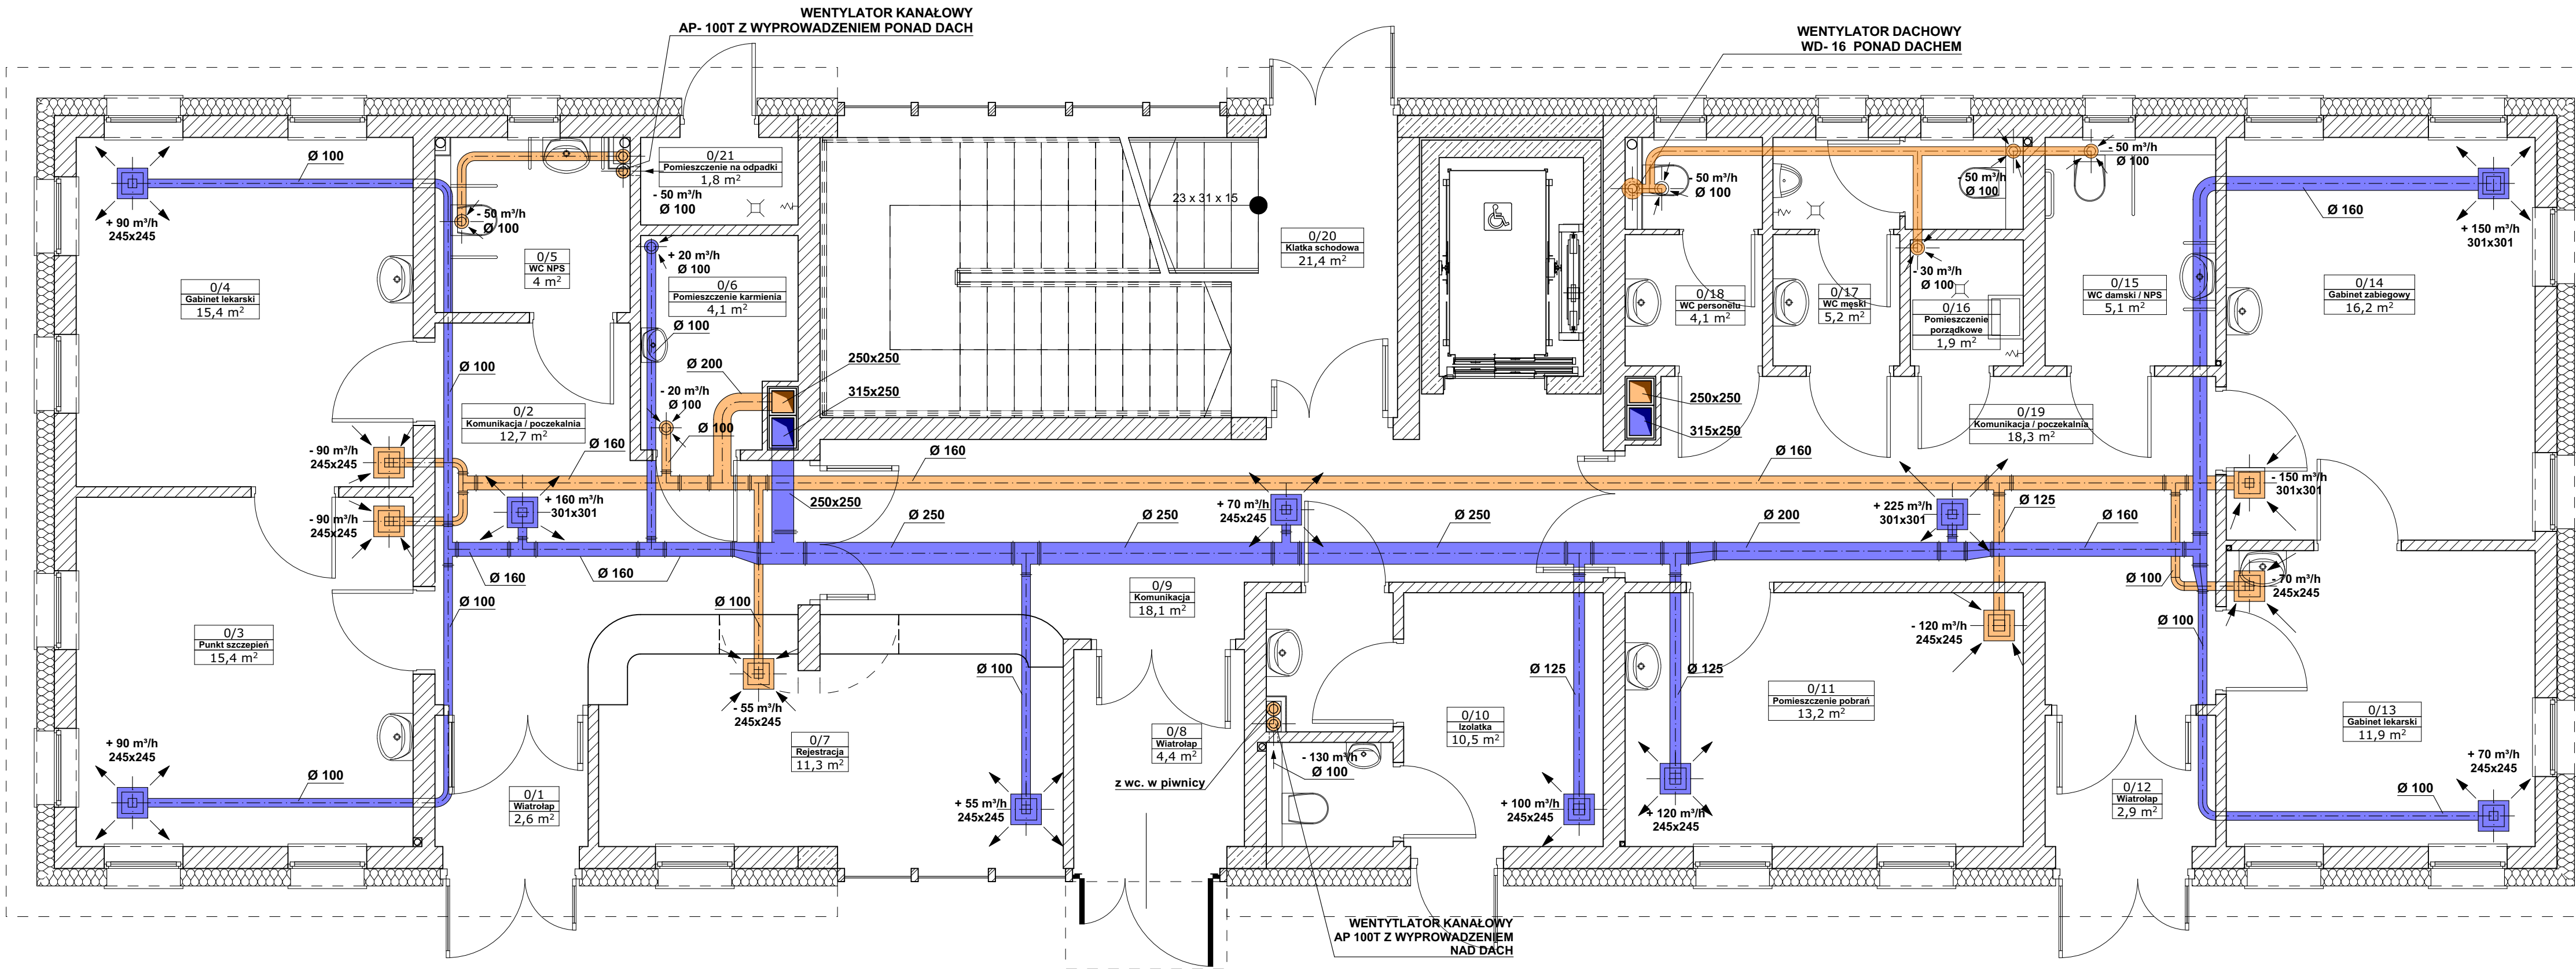 WENTYLATOR KANAŁOWY
AP- 100T Z WYPROWADZENIEM PONAD DACH
WENTYLATOR DACHOWY
WD- 16  PONAD DACHEM
Ø 100
+ 90 m³/h
245x245
0/4
Gabinet lekarski
15,4 m²
- 50 m³/h
Ø 100
0/5
WC NPS
4 m²
0/21
Pomieszczenie na odpadki
1,8 m²
- 50 m³/h
Ø 100
+ 20 m³/h
Ø 100
0/6
Pomieszczenie karmienia
4,1 m²
Ø 100
Ø 200
- 20 m³/h
Ø 100
Ø 100
250x250
315x250
23 x 31 x 15
0/20
Klatka schodowa
21,4 m²
- 50 m³/h
Ø 100
0/18
WC personelu
4,1 m²
0/17
WC męski
5,2 m²
- 50 m³/h
Ø 100
- 30 m³/h
Ø 100
0/16
Pomieszczenie
porządkowe
1,9 m²
- 50 m³/h
Ø 100
0/15
WC damski / NPS
5,1 m²
Ø 160
+ 150 m³/h
301x301
0/14
Gabinet zabiegowy
16,2 m²
250x250
315x250
0/19
Komunikacja / poczekalnia
18,3 m²
Ø 100
0/2
Komunikacja / poczekalnia
12,7 m²
Ø 160
- 90 m³/h
245x245
- 90 m³/h
245x245
+ 160 m³/h
301x301
250x250
Ø 160
Ø 160
Ø 160
Ø 160
Ø 250
Ø 250
+ 70 m³/h
245x245
Ø 250
Ø 200
+ 225 m³/h
301x301
Ø 125
Ø 160
- 150 m³/h
301x301
Ø 100
- 70 m³/h
245x245
Ø 100
Ø 100
0/3
Punkt szczepień
15,4 m²
+ 90 m³/h
245x245
Ø 100
0/1
Wiatrołap
2,6 m²
Ø 100
- 55 m³/h
245x245
0/7
Rejestracja
11,3 m²
Ø 100
+ 55 m³/h
245x245
0/9
Komunikacja
18,1 m²
0/8
Wiatrołap
4,4 m²
z wc. w piwnicy
- 130 m³/h
Ø 100
0/10
Izolatka
10,5 m²
Ø 125
+ 100 m³/h
245x245
Ø 125
+ 120 m³/h
245x245
0/11
Pomieszczenie pobrań
13,2 m²
- 120 m³/h
245x245
0/12
Wiatrołap
2,9 m²
0/13
Gabinet lekarski
11,9 m²
+ 70 m³/h
245x245
Ø 100
WENTYTLATOR KANAŁOWY
AP 100T Z WYPROWADZENIEM
NAD DACH